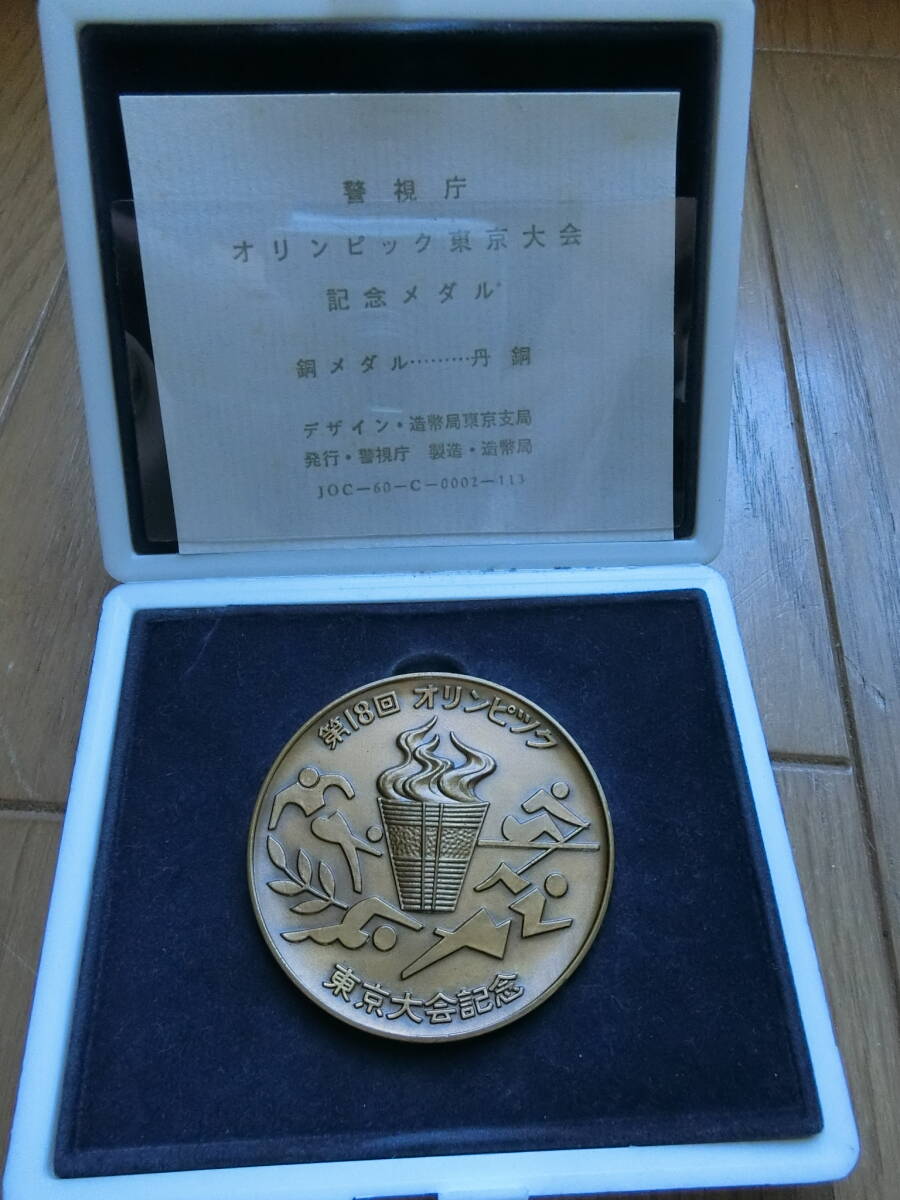 警視庁
オリンピック東京大会
記念メダル
銅メダル………丹銅
デザイン・造幣局東京支局
発行・警視庁 製造・造幣局
JOC－60－C－0002－113
第18回 オリンピック
東京大会記念